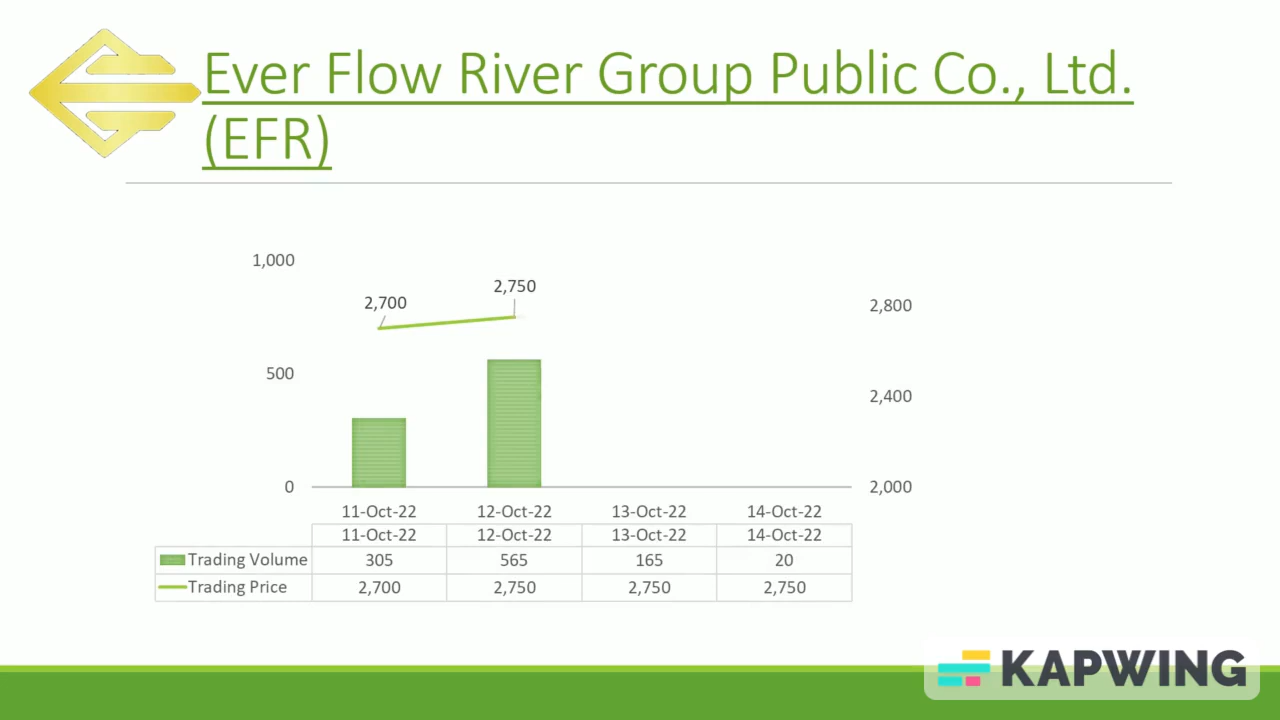 Ever Flow River Group Public Co., Ltd.
(EFR)
1,000
2,700
2,750
2,800
500
2,400
0
2,000
11-Oct-22 12-Oct-22 13-Oct-22 14-Oct-22
11-Oct-22 12-Oct-22 13-Oct-22 14-Oct-22
Trading Volume 305 565 165 20
Trading Price 2,700 2,750 2,750 2,750
KAPWING